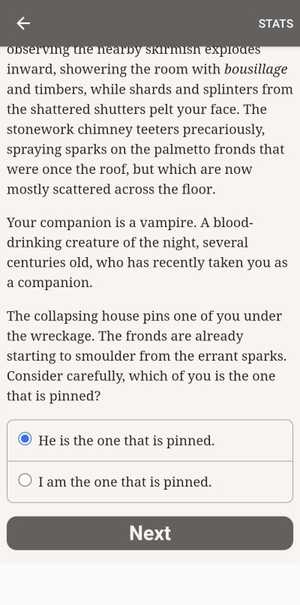 STATS
observing the nearby skirmish explodes
inward, showering the room with bousillage
and timbers, while shards and splinters from
the shattered shutters pelt your face. The
stonework chimney teeters precariously,
spraying sparks on the palmetto fronds that
were once the roof, but which are now
mostly scattered across the floor.
Your companion is a vampire. A blood-
drinking creature of the night, several
centuries old, who has recently taken you as
a companion.
The collapsing house pins one of you under
the wreckage. The fronds are already
starting to smoulder from the errant sparks.
Consider carefully, which of you is the one
that is pinned?
He is the one that is pinned.
I am the one that is pinned.
Next